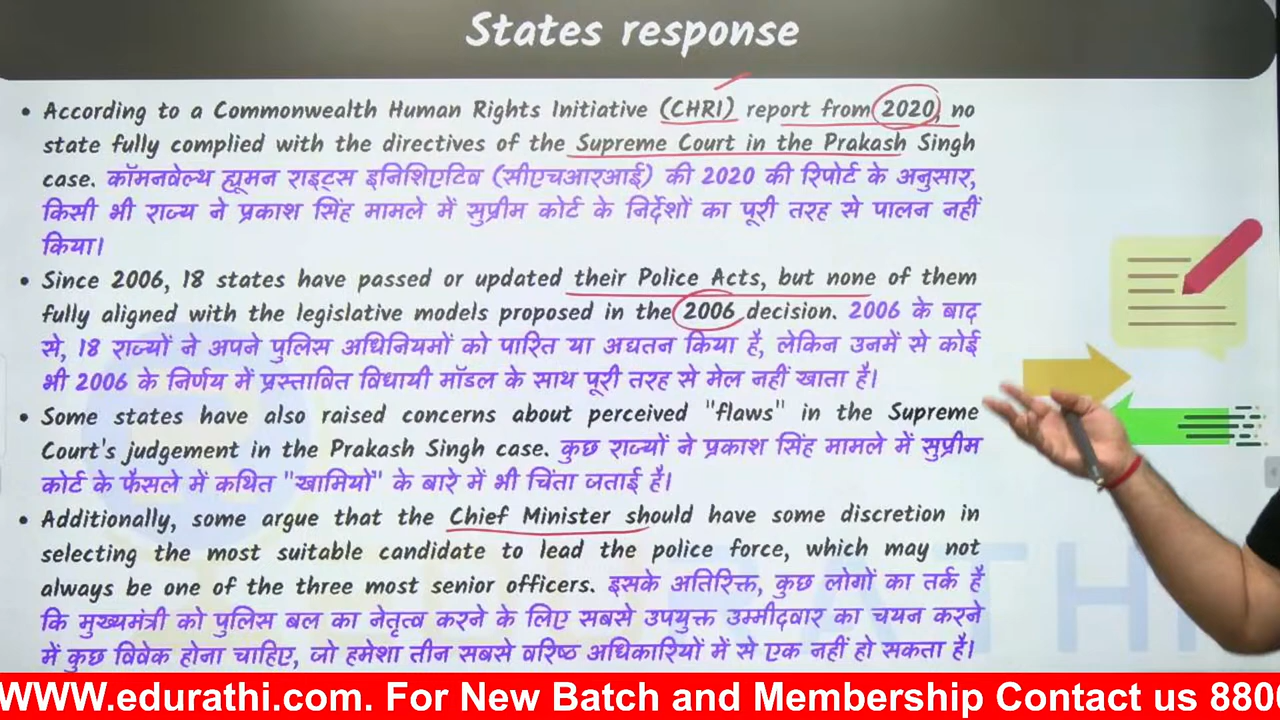 States response
• According to a Commonwealth Human Rights Initiative (CHRI) report from 2020, no
state fully complied with the directives of the Supreme Court in the Prakash Singh
case. कॉमनवेल्थ ह्यूमन राइट्स इनिशिएटिव (सीएचआरआई) की 2020 की रिपोर्ट के अनुसार,
किसी भी राज्य ने प्रकाश सिंह मामले में सुप्रीम कोर्ट के निर्देशों का पूरी तरह से पालन नहीं
किया।
• Since 2006, 18 states have passed or updated their Police Acts, but none of them
fully aligned with the legislative models proposed in the 2006 decision. 2006 के बाद
से, 18 राज्यों ने अपने पुलिस अधिनियमों को पारित या अद्यतन किया है, लेकिन उनमें से कोई
भी 2006 के निर्णय में प्रस्तावित विधायी मॉडल के साथ पूरी तरह से मेल नहीं खाता है।
• Some states have also raised concerns about perceived "flaws" in the Supreme
Court's judgement in the Prakash Singh case. कुछ राज्यों ने प्रकाश सिंह मामले में सुप्रीम
कोर्ट के फैसले में कथित "खामियों" के बारे में भी चिंता जताई है।
• Additionally, some argue that the Chief Minister should have some discretion in
selecting the most suitable candidate to lead the police force, which may not
always be one of the three most senior officers. इसके अतिरिक्त, कुछ लोगों का तर्क है
कि मुख्यमंत्री को पुलिस बल का नेतृत्व करने के लिए सबसे उपयुक्त उम्मीदवार का चयन करने
में कुछ विवेक होना चाहिए, जो हमेशा तीन सबसे वरिष्ठ अधिकारियों में से एक नहीं हो सकता है।
WWW.edurathi.com. For New Batch and Membership Contact us 880